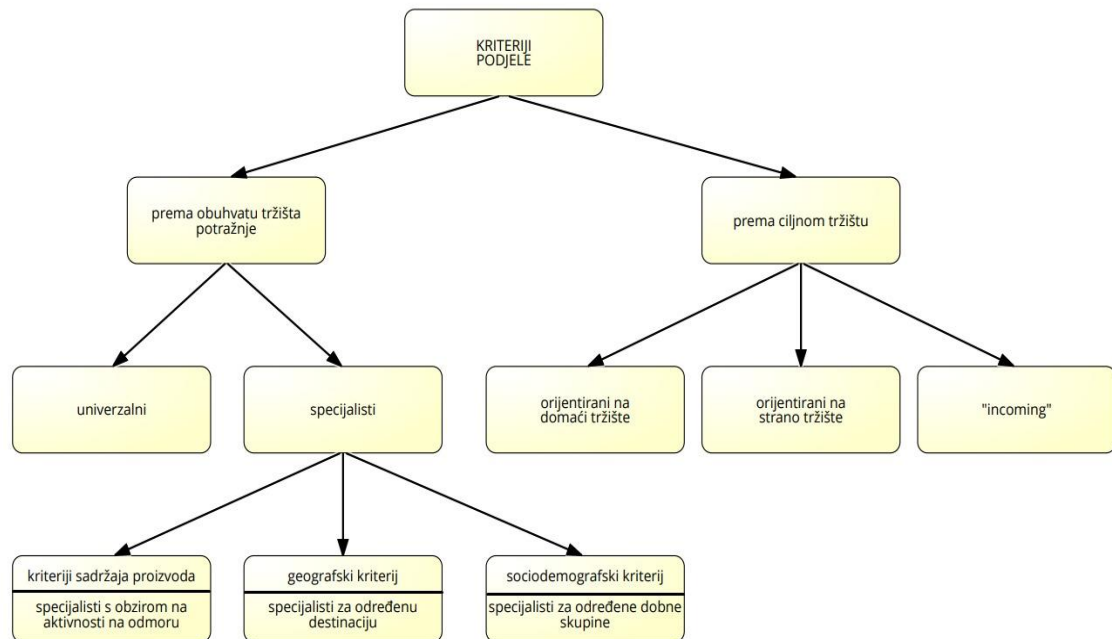 KRITERIJI
PODJELE
prema obuhvatu tržišta
potražnje
prema ciljnom tržištu
univerzalni
specijalisti
orijentirani na
domaći tržište
orijentirani na
strano tržište
"incoming"
kriteriji sadržaja proizvoda
specijalisti s obzirom na
aktivnosti na odmoru
geografski kriterij
specijalisti za određenu
destinaciju
sociodemografski kriterij
specijalisti za određene dobne
skupine